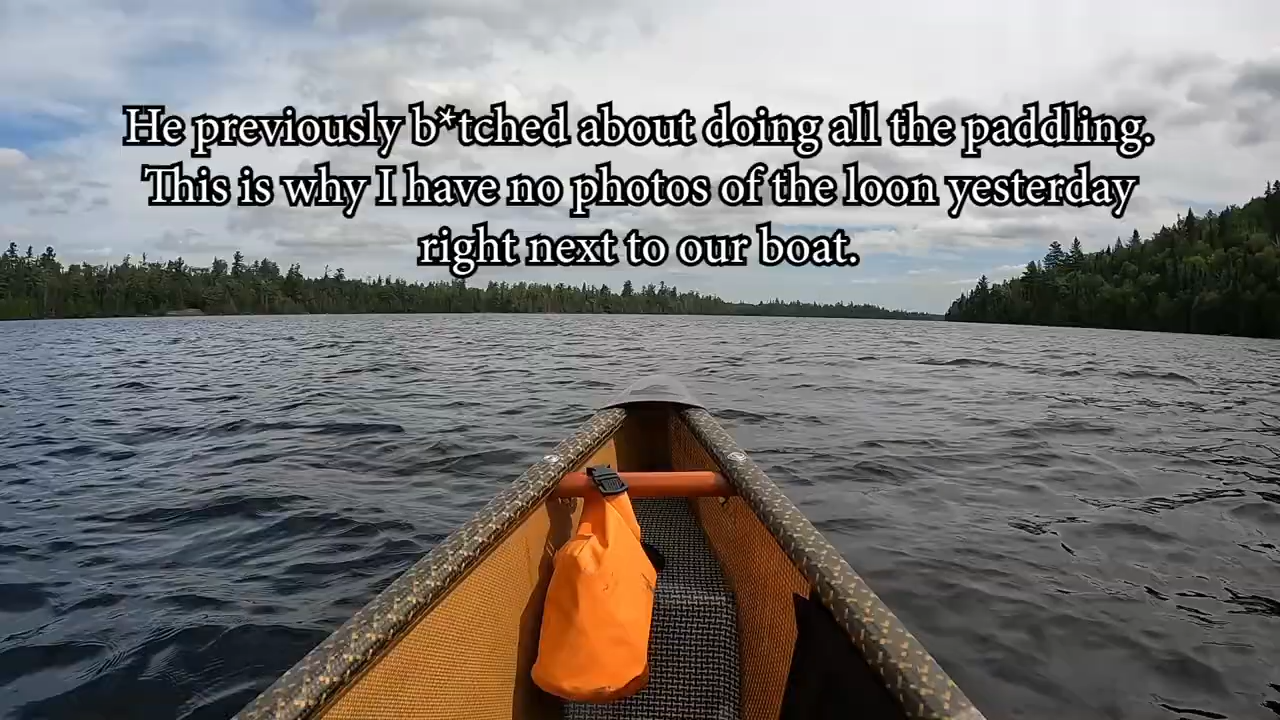 He previously b*tched about doing all the paddling.
This is why I have no photos of the loon yesterday
right next to our boat.